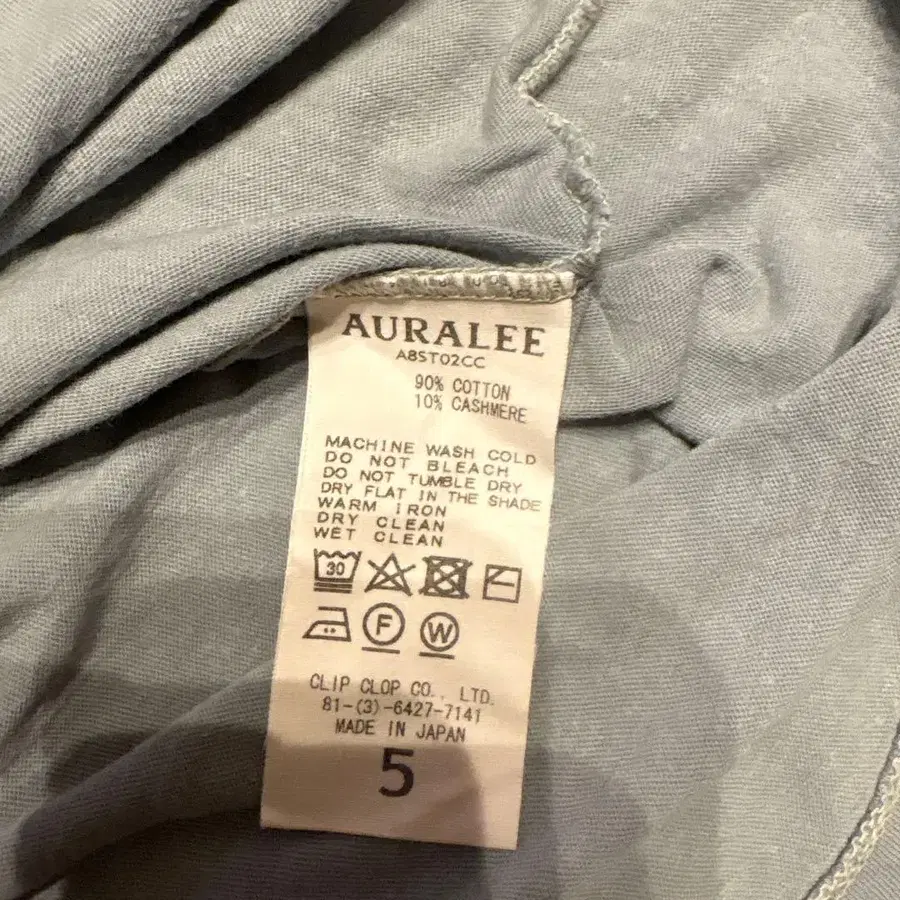 AURALEE
A8ST02CC
90% COTTON
10% CASHMERE
MACHINE WASH COLD
DO NOT BLEACH
DO NOT TUMBLE DRY
DRY FLAT IN THE SHADE
WARM IRON
DRY CLEAN
WET CLEAN
30
F W
CLIP CLOP CO., LTD.
81-(3)-6427-7141
MADE IN JAPAN
5